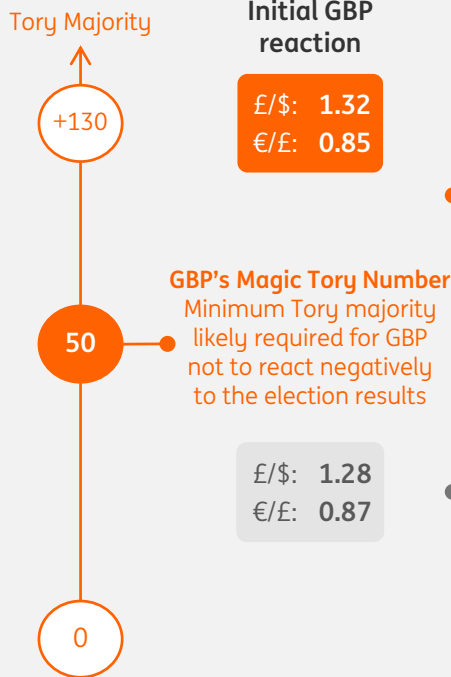 Tory Majority
Initial GBP
reaction
+130
£/$: 1.32
€/£: 0.85
GBP's Magic Tory Number
Minimum Tory majority
likely required for GBP
not to react negatively
to the election results
50
£/$: 1.28
€/£: 0.87
0